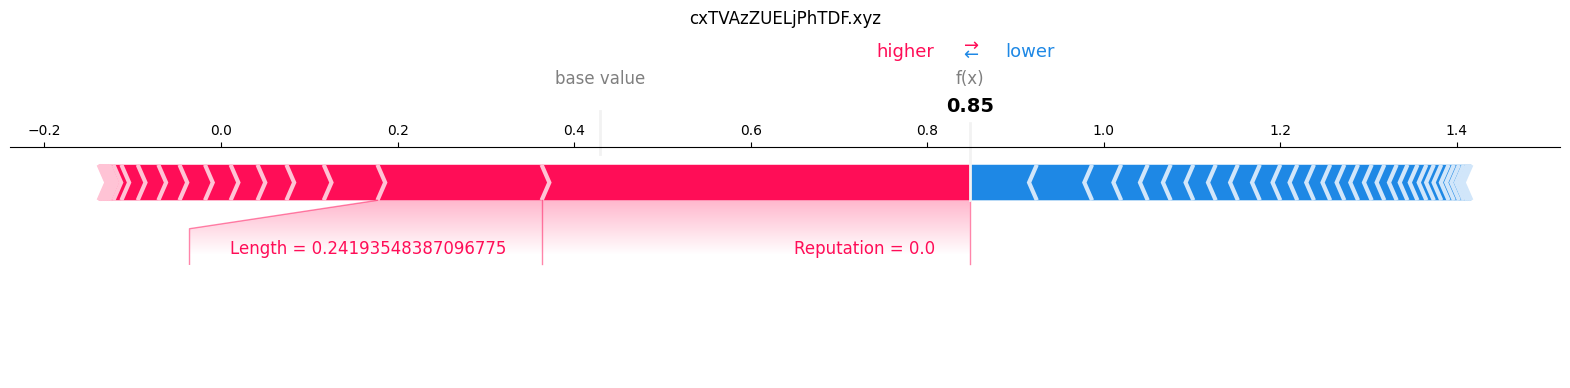 cxTVAzZUELjPhTDF.xyz
higher → ← lower
base value f(x)
0.85
−0.2 0.0 0.2 0.4 0.6 0.8 1.0 1.2 1.4
Length = 0.24193548387096775 Reputation = 0.0